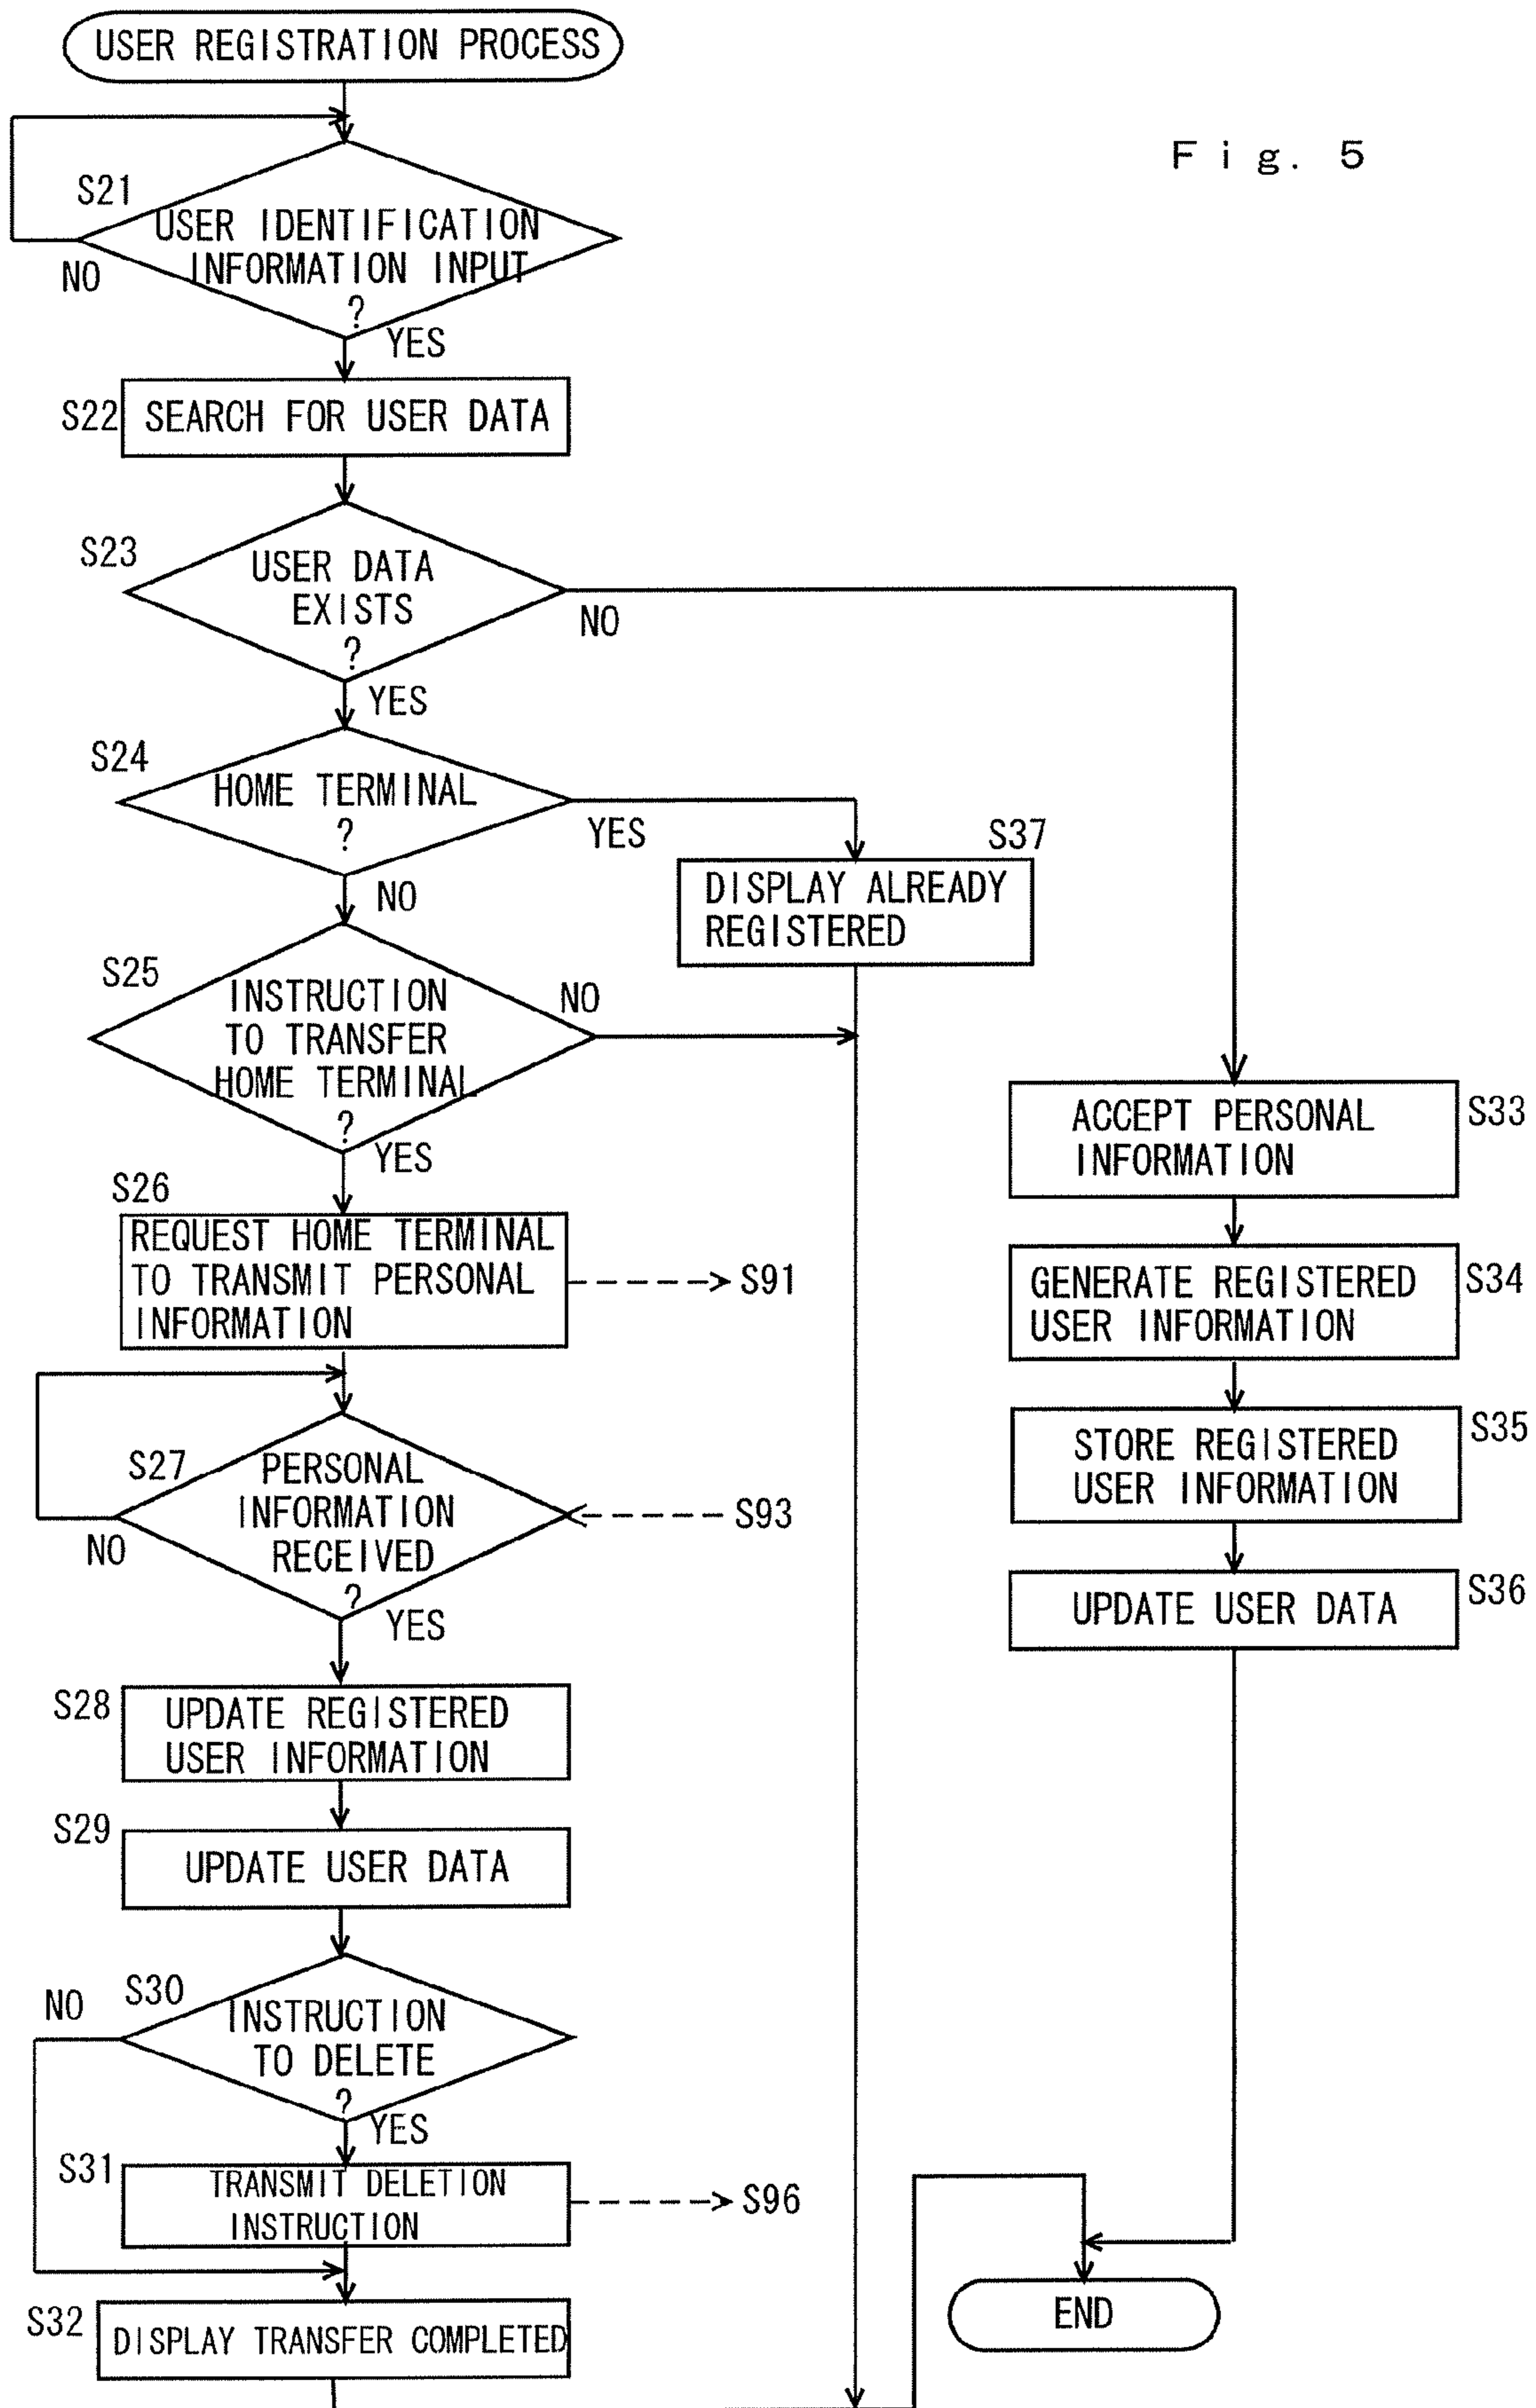 USER REGISTRATION PROCESS
Fig. 5
S21
USER IDENTIFICATION
INFORMATION INPUT
?
NO
YES
S22
SEARCH FOR USER DATA
S23
USER DATA
EXISTS
?
NO
YES
S24
HOME TERMINAL
?
YES
NO
S37
DISPLAY ALREADY
REGISTERED
S25
INSTRUCTION
TO TRANSFER
HOME TERMINAL
?
NO
YES
S26
REQUEST HOME TERMINAL
TO TRANSMIT PERSONAL
INFORMATION
S91
S27
PERSONAL
INFORMATION
RECEIVED
?
S93
NO
YES
S28
UPDATE REGISTERED
USER INFORMATION
S29
UPDATE USER DATA
S30
INSTRUCTION
TO DELETE
?
NO
YES
S31
TRANSMIT DELETION
INSTRUCTION
S96
S32
DISPLAY TRANSFER COMPLETED
S33
ACCEPT PERSONAL
INFORMATION
S34
GENERATE REGISTERED
USER INFORMATION
S35
STORE REGISTERED
USER INFORMATION
S36
UPDATE USER DATA
END